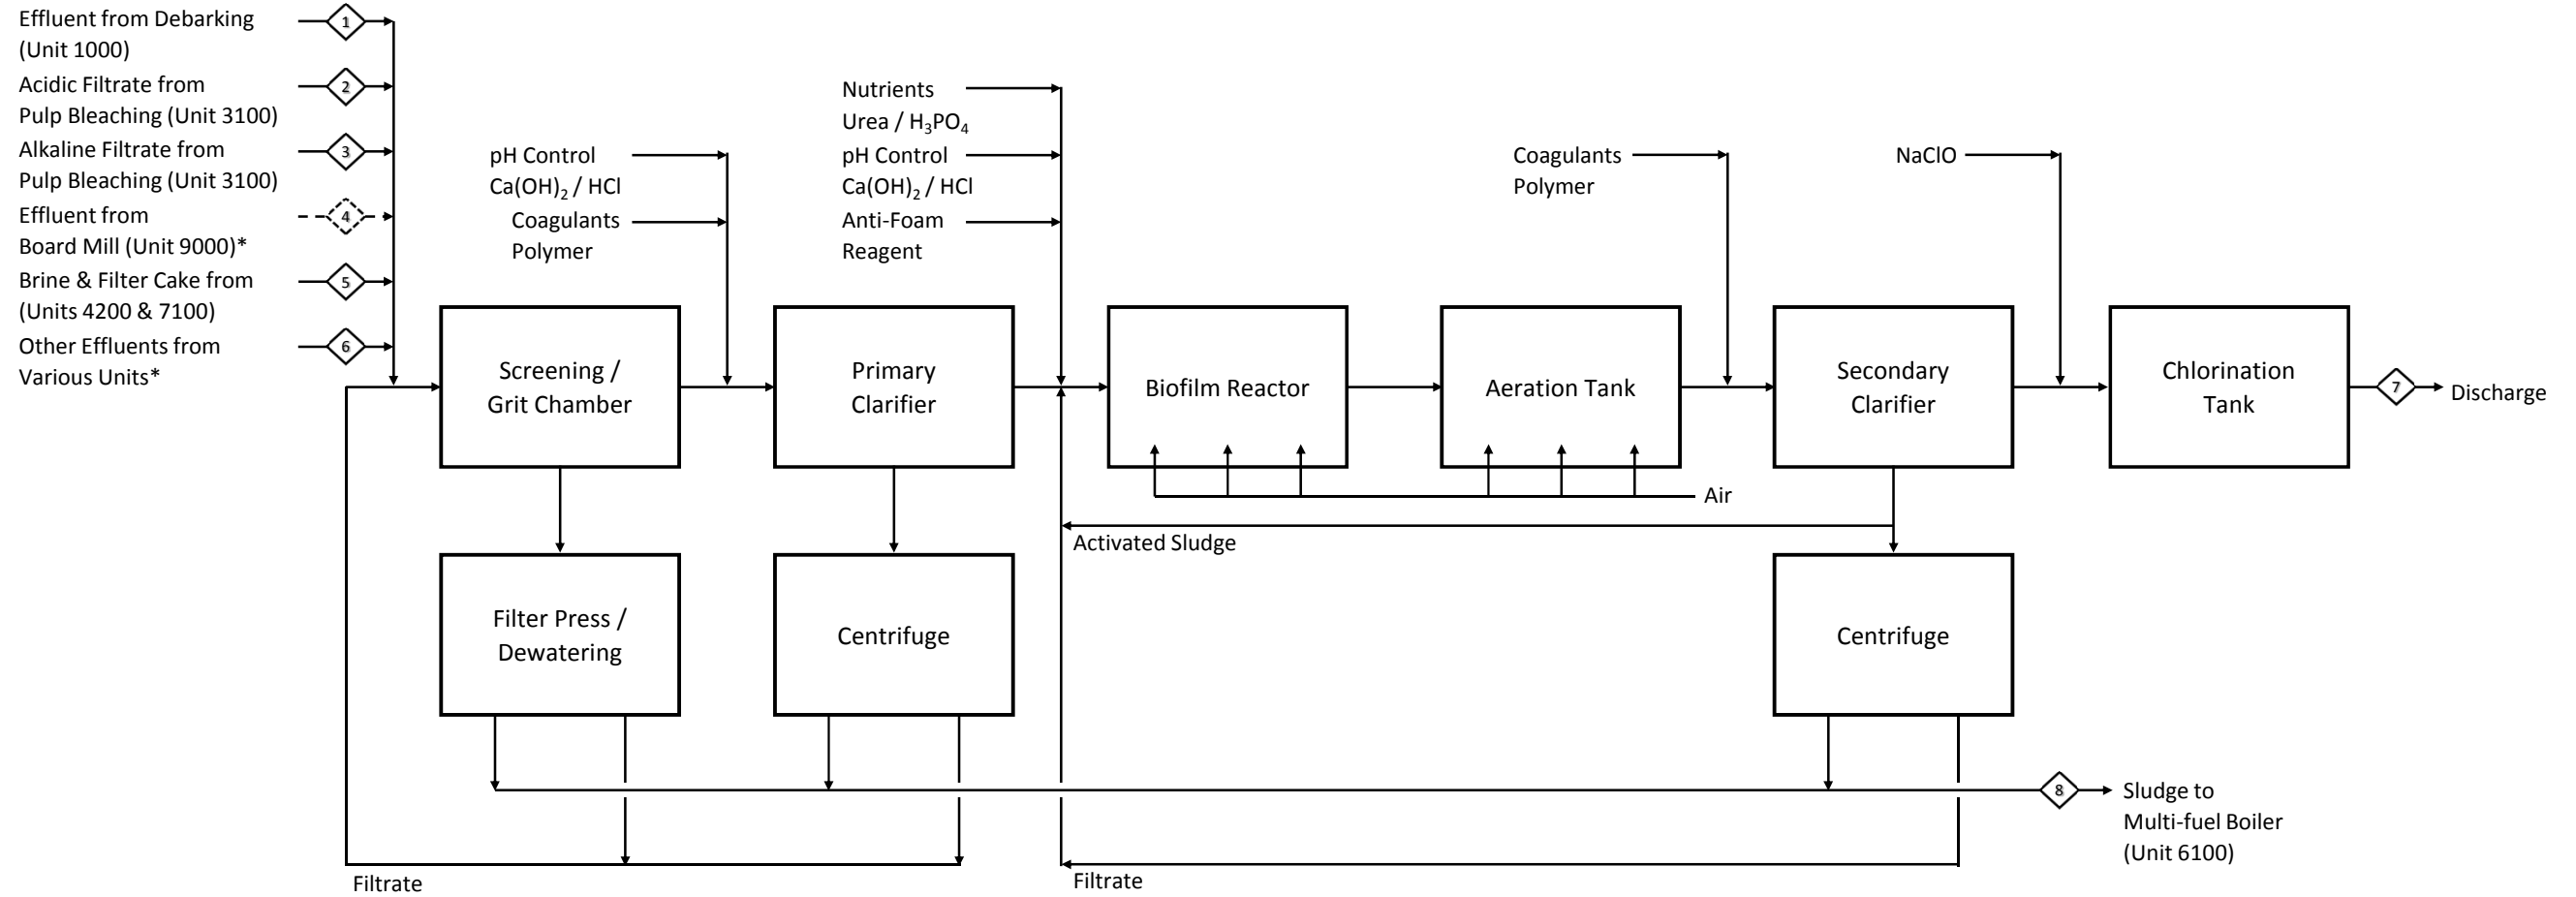 Effluent from Debarking
(Unit 1000)
1
Acidic Filtrate from
Pulp Bleaching (Unit 3100)
2
Alkaline Filtrate from
Pulp Bleaching (Unit 3100)
3
Effluent from
Board Mill (Unit 9000)*
4
Brine & Filter Cake from
(Units 4200 & 7100)
5
Other Effluents from
Various Units*
6
pH Control
Ca(OH)₂ / HCl
Coagulants
Polymer
Nutrients
Urea / H₃PO₄
pH Control
Ca(OH)₂ / HCl
Anti-Foam
Reagent
Coagulants
Polymer
NaClO
Screening /
Grit Chamber
Primary
Clarifier
Biofilm Reactor
Aeration Tank
Secondary
Clarifier
Chlorination
Tank
7
Discharge
Air
Activated Sludge
Filter Press /
Dewatering
Centrifuge
Centrifuge
8
Sludge to
Multi-fuel Boiler
(Unit 6100)
Filtrate
Filtrate